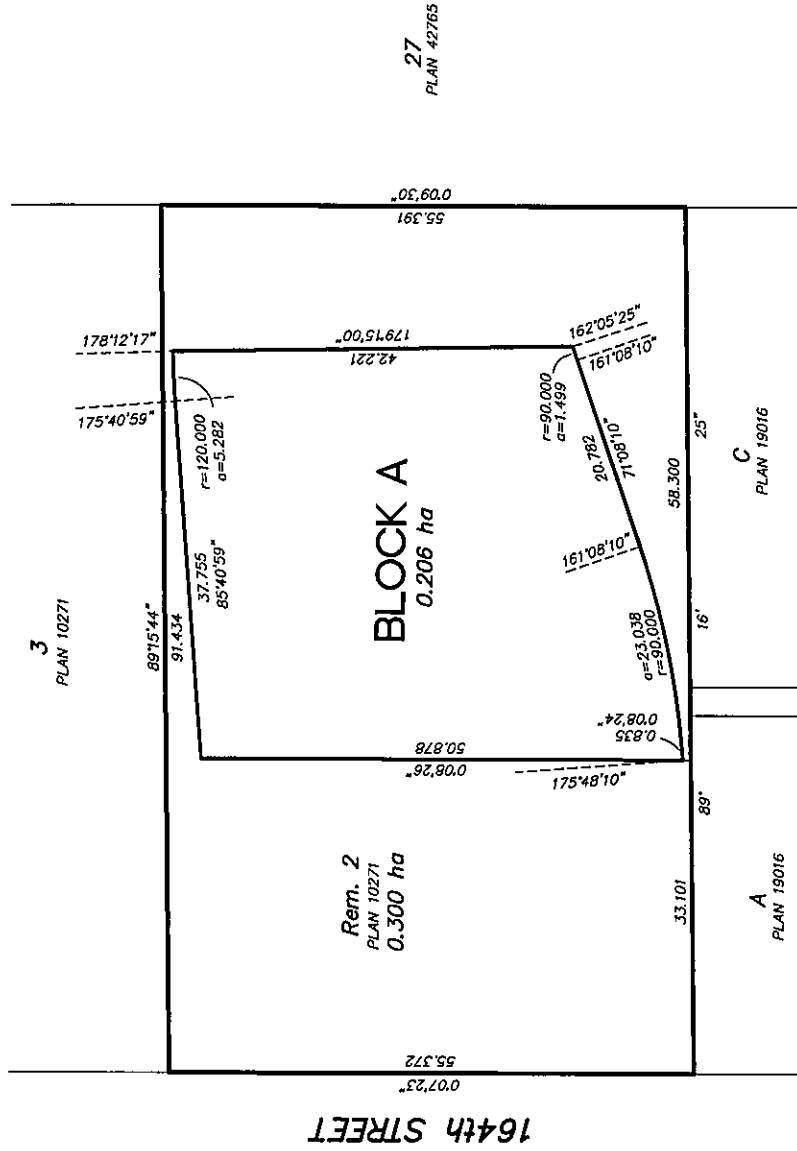 3
PLAN 10271
27
PLAN 42765
89°15'44"
91.434
178°12'17"
175°40'59"
r=120.000
a=5.282
37.755
85°40'59"
0°09'30"
55.391
179°15'00"
42.221
BLOCK A
0.206 ha
50.878
0°08'26"
Rem. 2
PLAN 10271
0.300 ha
55.372
0°07'23"
164th STREET
r=90.000
a=1.499
162°05'25"
161°08'10"
20.782
71°08'10"
161°08'10"
a=23.038
r=90.000
0°08'24"
0.835
175°48'10"
33.101
58.300
89° 16' 25"
A
PLAN 19016
C
PLAN 19016